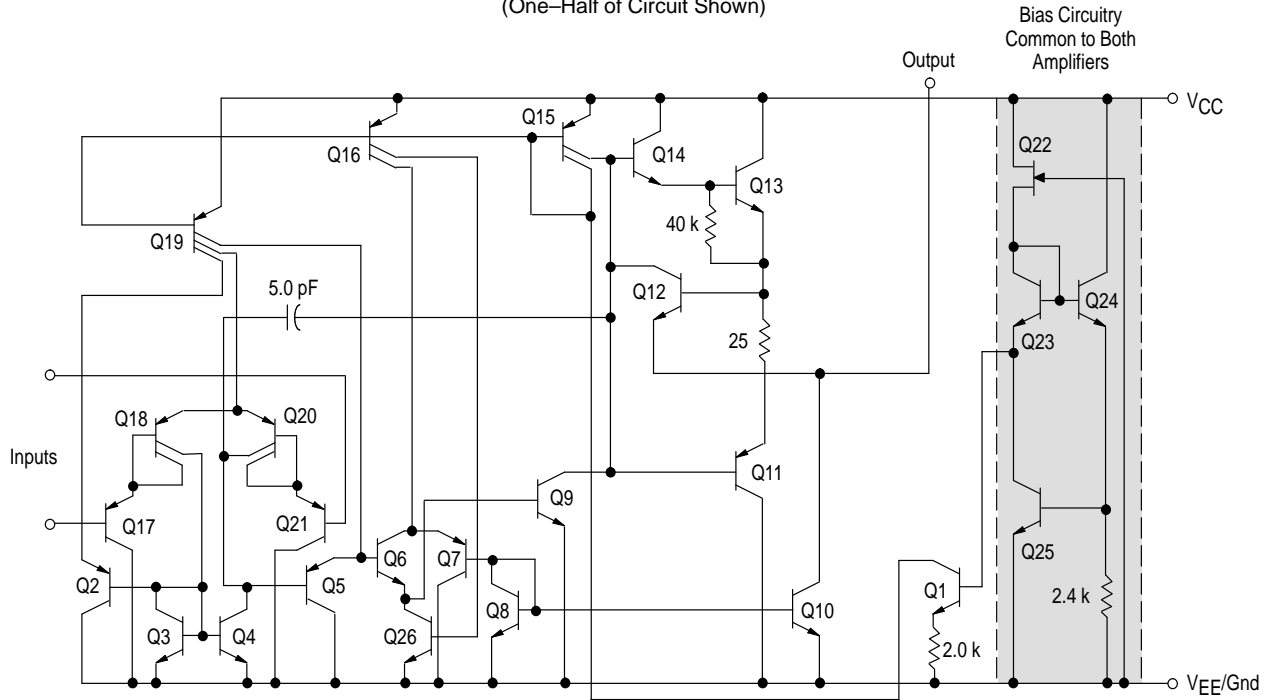 (One–Half of Circuit Shown)
Bias Circuitry
Common to Both
Amplifiers
Output
VCC
Q15
Q22
Q16
Q14
Q13
40 k
Q19
5.0 pF
Q12
Q24
Q23
25
Q18
Q20
Inputs
Q11
Q17
Q21
Q9
Q25
Q6
Q7
Q2
Q5
Q1
Q8
Q10
2.4 k
Q3
Q4
Q26
2.0 k
VEE/Gnd